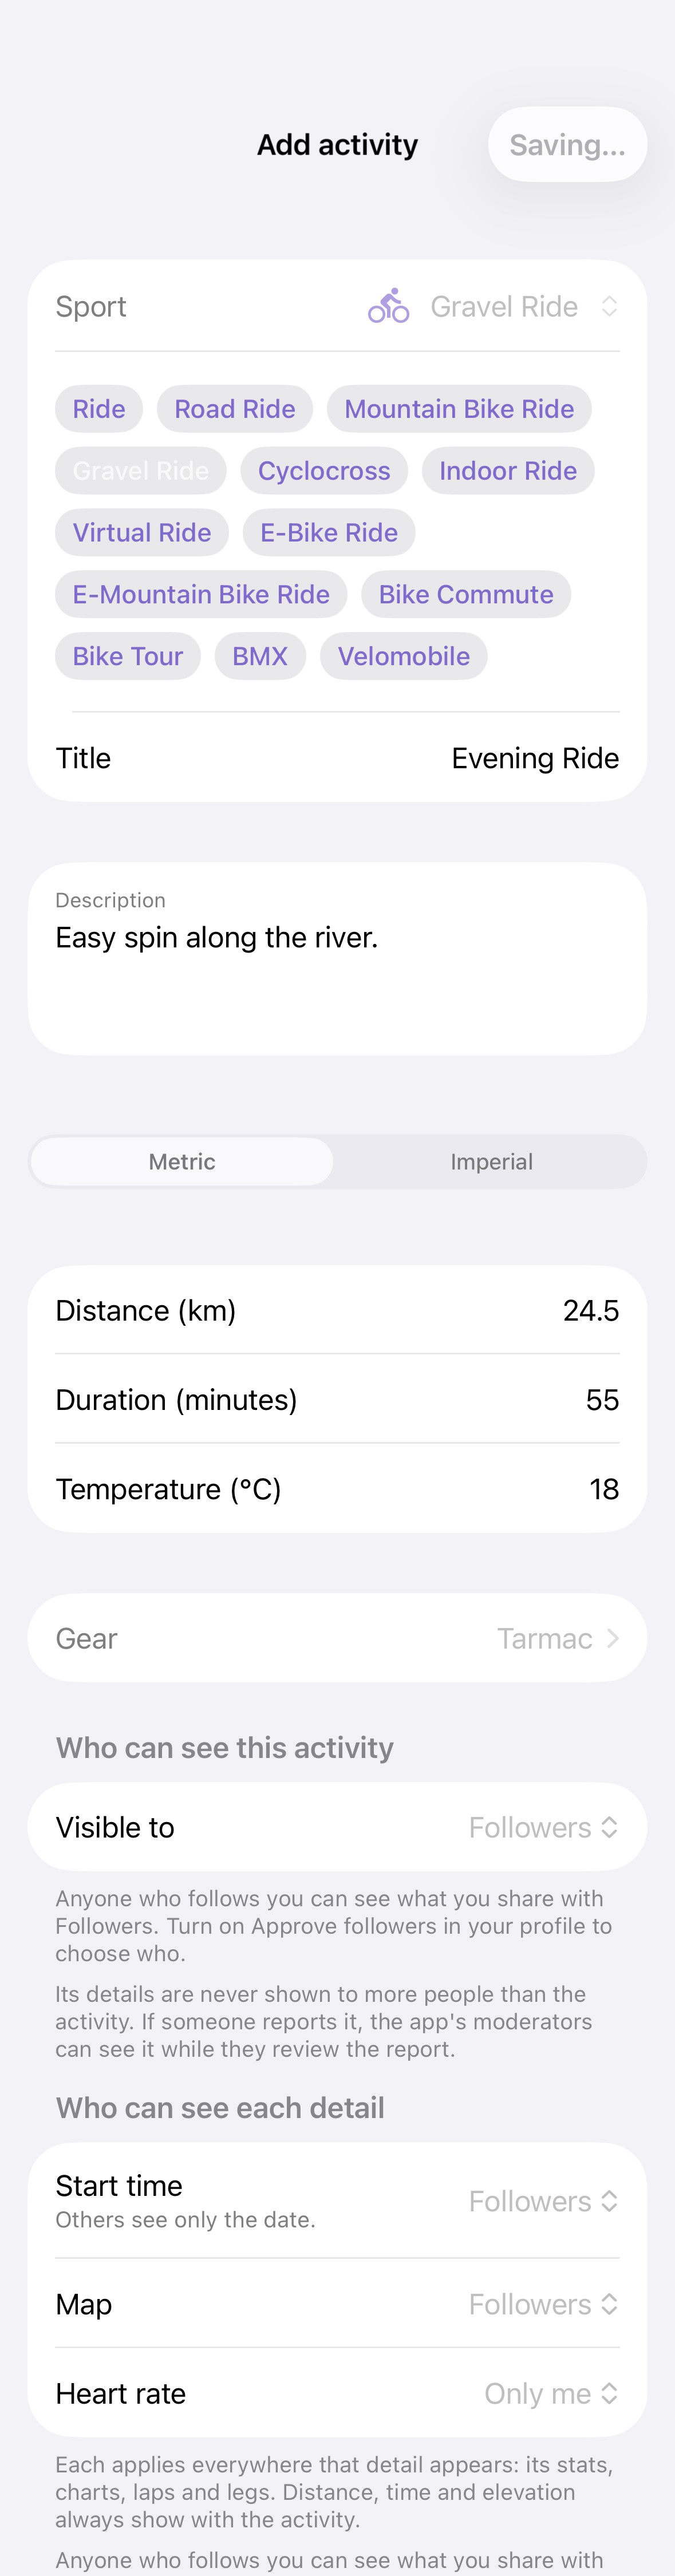 Add activity
Saving...
Sport
Gravel Ride
Ride
Road Ride
Mountain Bike Ride
Gravel Ride
Cyclocross
Indoor Ride
Virtual Ride
E-Bike Ride
E-Mountain Bike Ride
Bike Commute
Bike Tour
BMX
Velomobile
Title
Evening Ride
Description
Easy spin along the river.
Metric
Imperial
Distance (km)
24.5
Duration (minutes)
55
Temperature (°C)
18
Gear
Tarmac
Who can see this activity
Visible to
Followers
Anyone who follows you can see what you share with
Followers. Turn on Approve followers in your profile to
choose who.
Its details are never shown to more people than the
activity. If someone reports it, the app's moderators
can see it while they review the report.
Who can see each detail
Start time
Others see only the date.
Followers
Map
Followers
Heart rate
Only me
Each applies everywhere that detail appears: its stats,
charts, laps and legs. Distance, time and elevation
always show with the activity.
Anyone who follows you can see what you share with